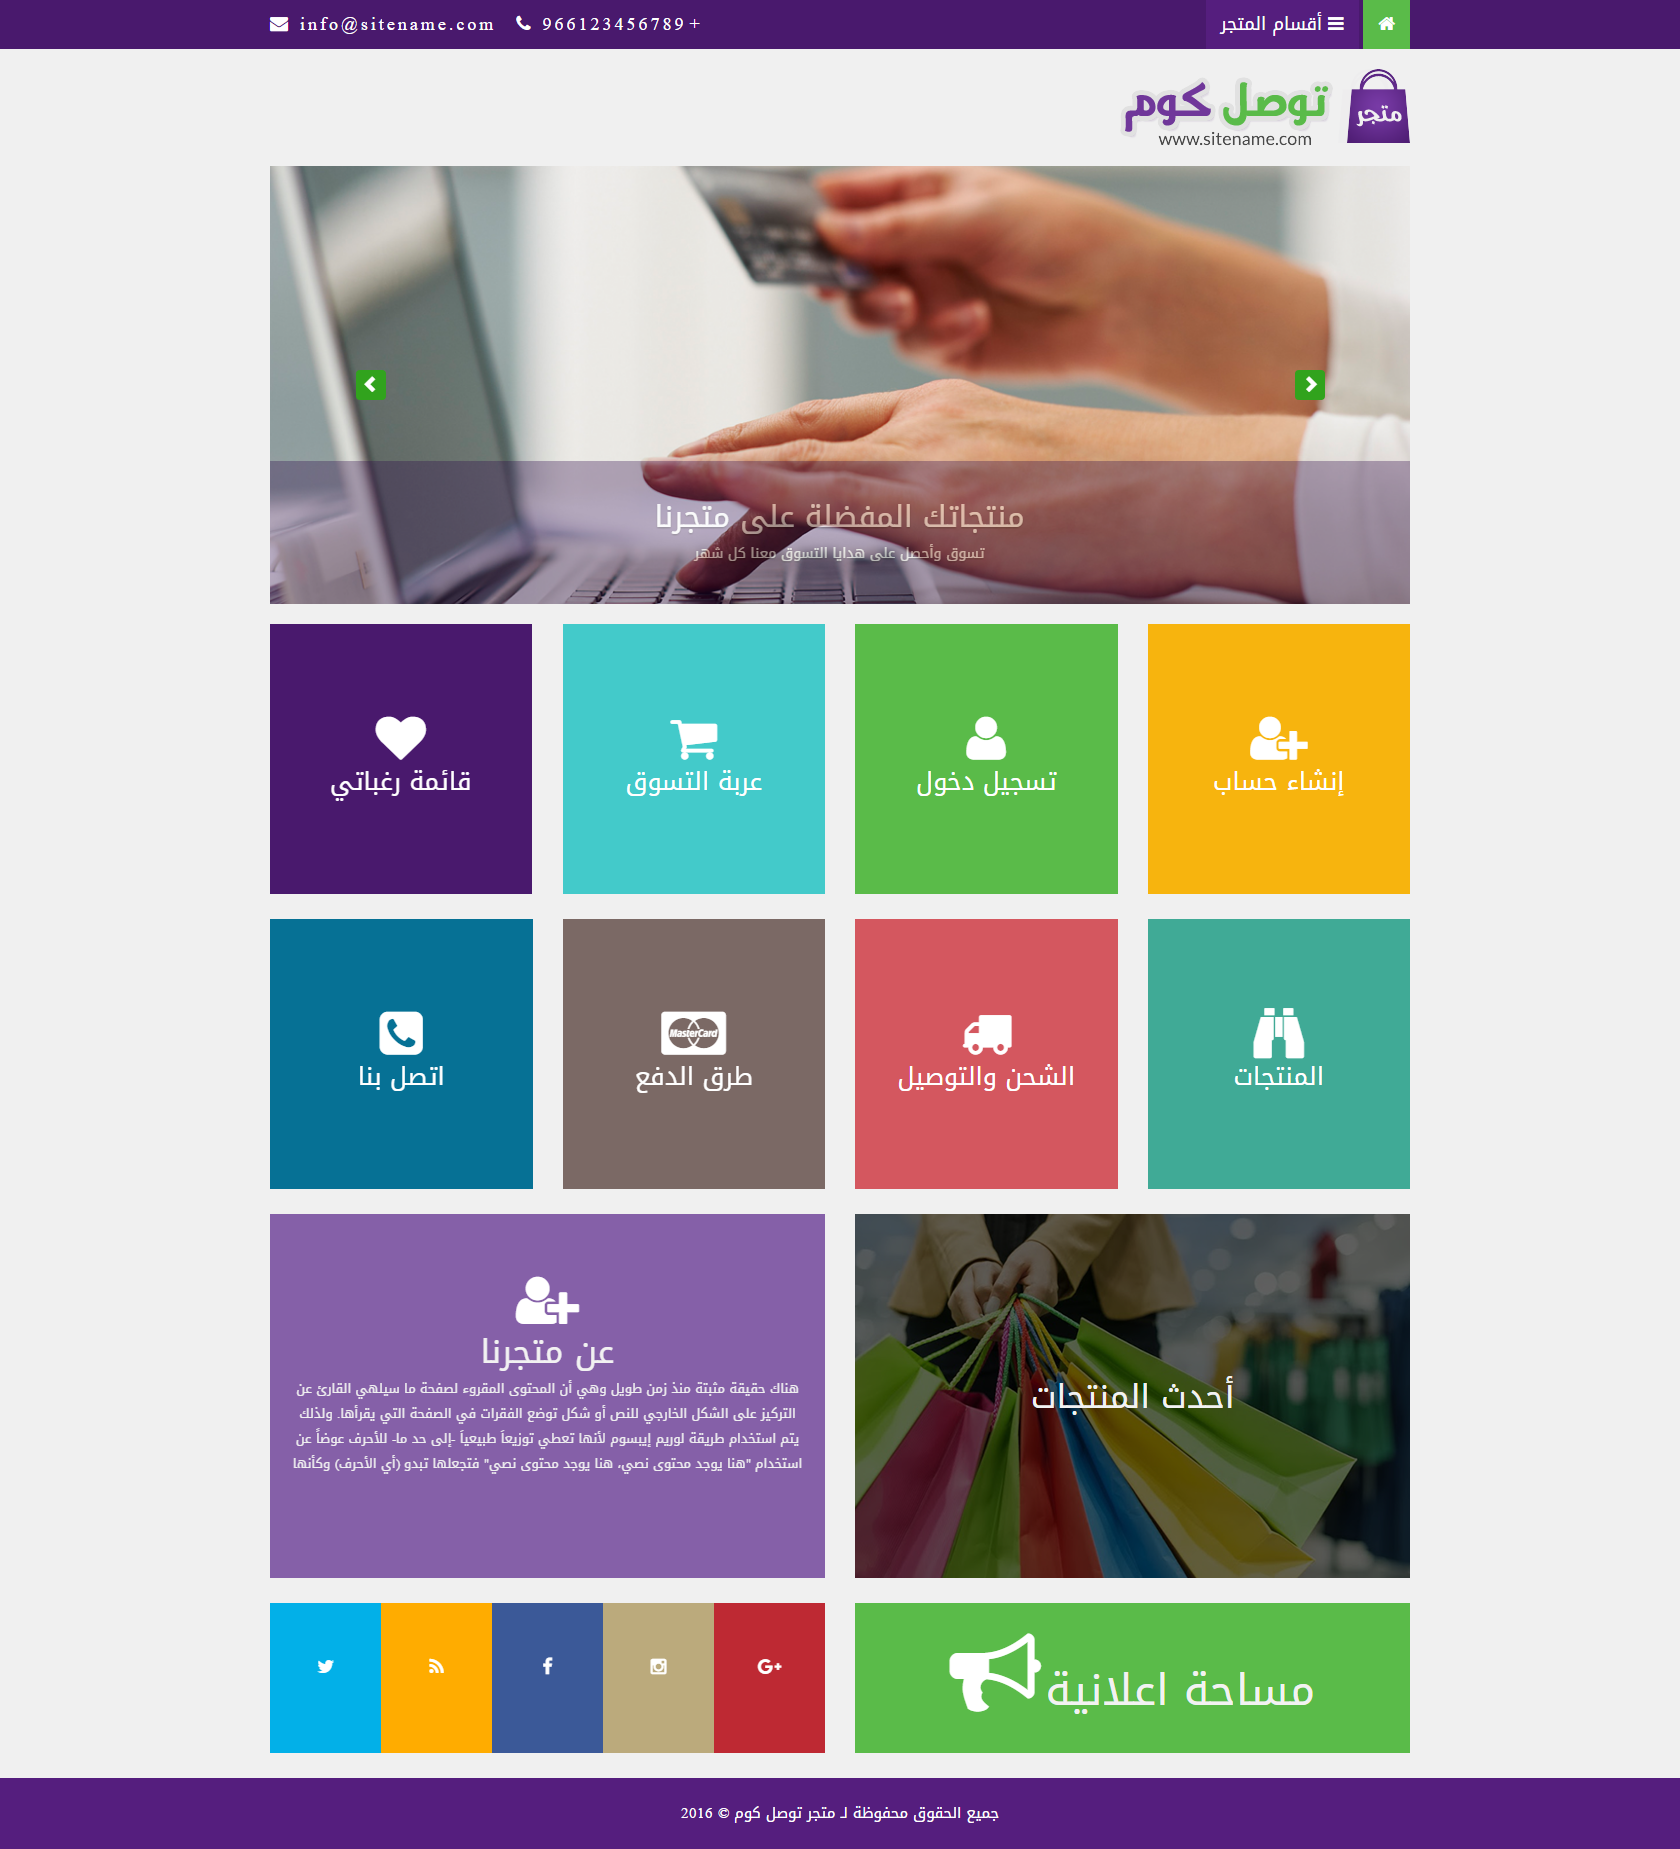 أقسام المتجر
966123456789+
info@sitename.com
متجر
توصل كوم
www.sitename.com
منتجاتك المفضلة على متجرنا
تسوق وأحصل على هدايا التسوق معنا كل شهر
إنشاء حساب
تسجيل دخول
عربة التسوق
قائمة رغباتي
المنتجات
الشحن والتوصيل
MasterCard
طرق الدفع
اتصل بنا
أحدث المنتجات
عن متجرنا
هناك حقيقة مثبتة منذ زمن طويل وهي أن المحتوى المقروء لصفحة ما سيلهي القارئ عن
التركيز على الشكل الخارجي للنص أو شكل توضع الفقرات في الصفحة التي يقرأها. ولذلك
يتم استخدام طريقة لوريم إيبسوم لأنها تعطي توزيعاَ طبيعياَ -إلى حد ما- للأحرف عوضاً عن
استخدام "هنا يوجد محتوى نصي، هنا يوجد محتوى نصي" فتجعلها تبدو (أي الأحرف) وكأنها
مساحة اعلانية
G+
جميع الحقوق محفوظة لـ متجر توصل كوم © 2016